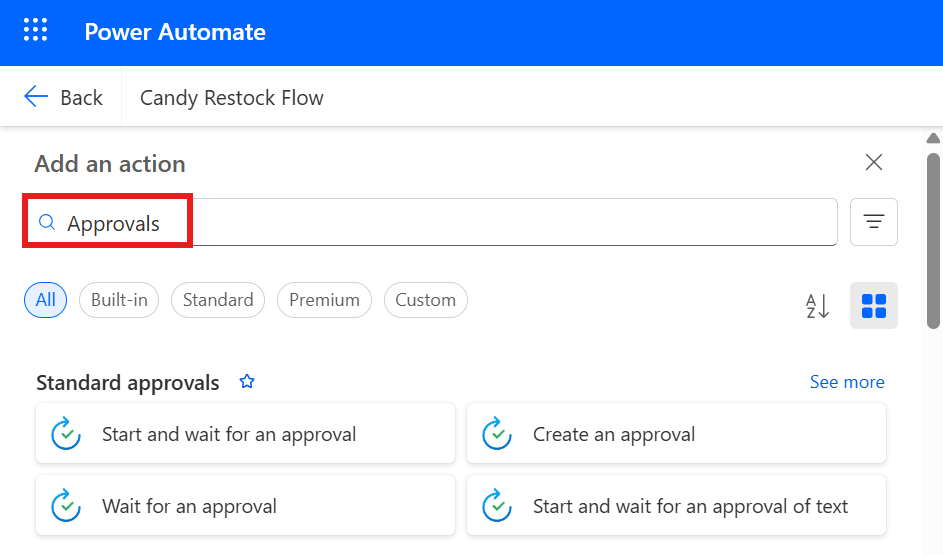 Power Automate
Back Candy Restock Flow
Add an action
Approvals
All Built-in Standard Premium Custom
A
Z
Standard approvals See more
Start and wait for an approval Create an approval
Wait for an approval Start and wait for an approval of text